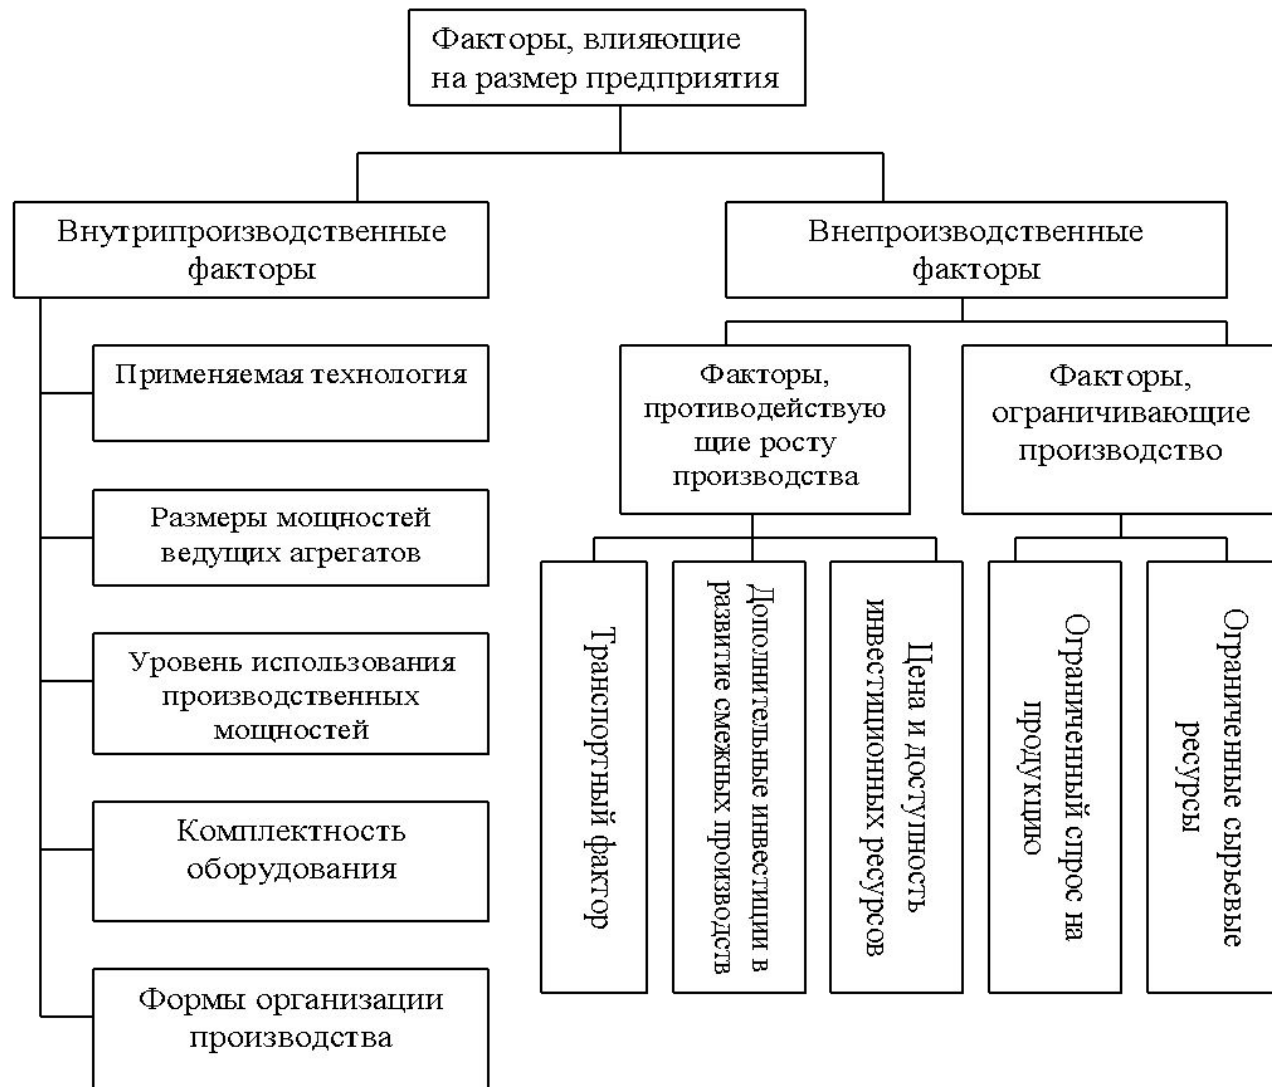 Факторы, влияющие
на размер предприятия
Внутрипроизводственные
факторы
Внепроизводственные
факторы
Применяемая технология
Размеры мощностей
ведущих агрегатов
Уровень использования
производственных
мощностей
Комплектность
оборудования
Формы организации
производства
Факторы,
противодействую
щие росту
производства
Факторы,
ограничивающие
производство
Транспортный фактор
Дополнительные инвестиции в
развитие смежных производств
Цена и доступность
инвестиционных ресурсов
Ограниченный спрос на
продукцию
Ограниченные сырьевые
ресурсы